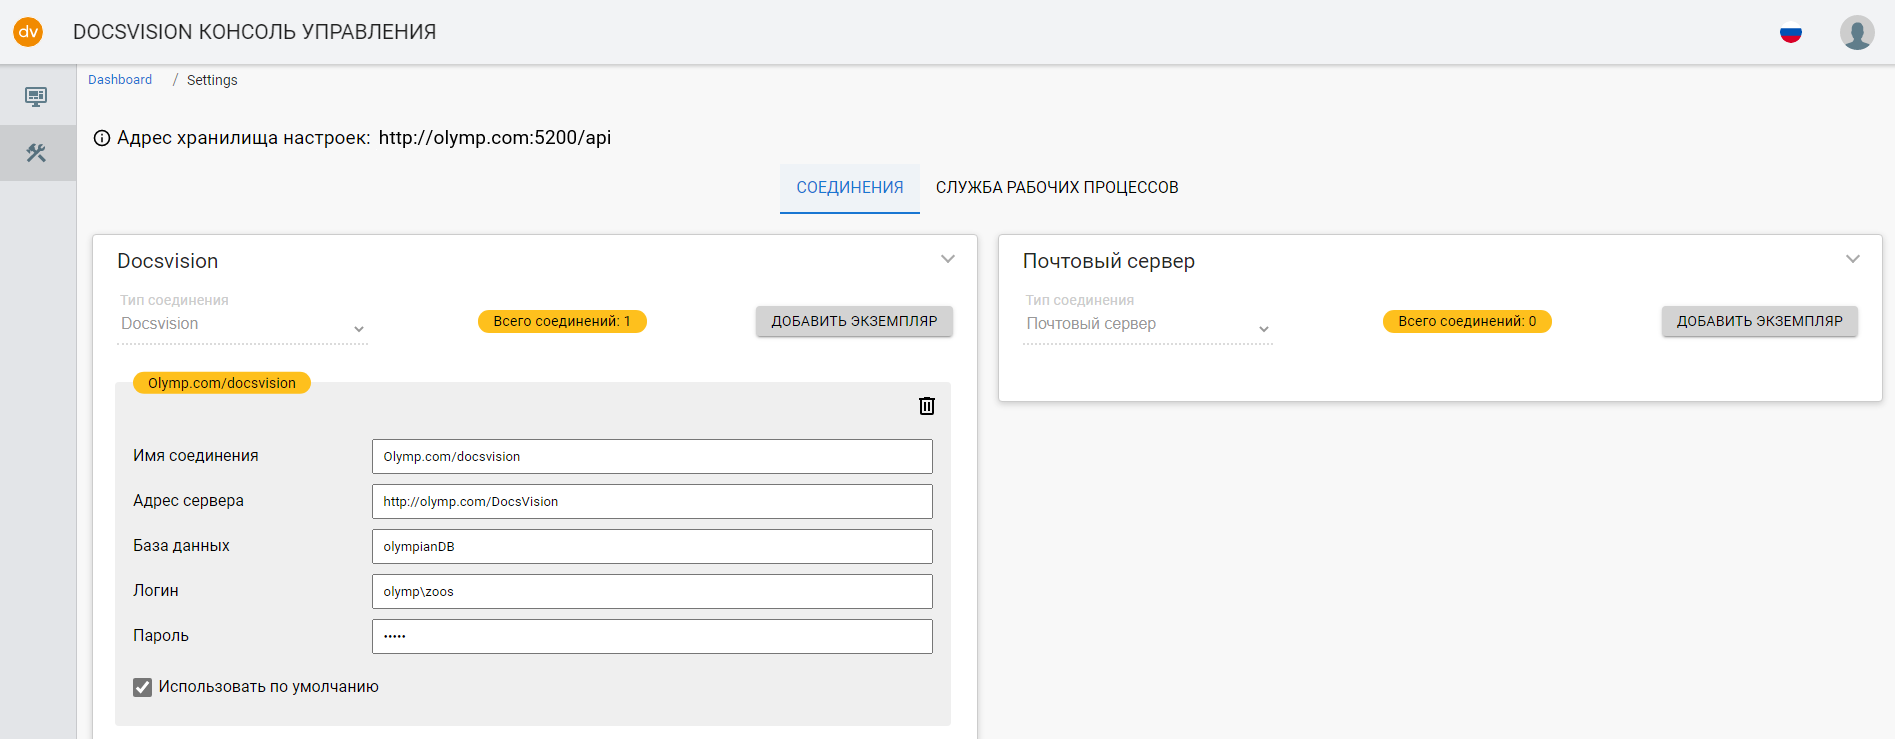 dv
DOCSVISION КОНСОЛЬ УПРАВЛЕНИЯ
Dashboard / Settings
Адрес хранилища настроек: http://olymp.com:5200/api
СОЕДИНЕНИЯ
СЛУЖБА РАБОЧИХ ПРОЦЕССОВ
Docsvision
Тип соединения
Docsvision
Всего соединений: 1
ДОБАВИТЬ ЭКЗЕМПЛЯР
Olymp.com/docsvision
Имя соединения
Olymp.com/docsvision
Адрес сервера
http://olymp.com/DocsVision
База данных
olympianDB
Логин
olymp\zoos
Пароль
•••••
Использовать по умолчанию
Почтовый сервер
Тип соединения
Почтовый сервер
Всего соединений: 0
ДОБАВИТЬ ЭКЗЕМПЛЯР